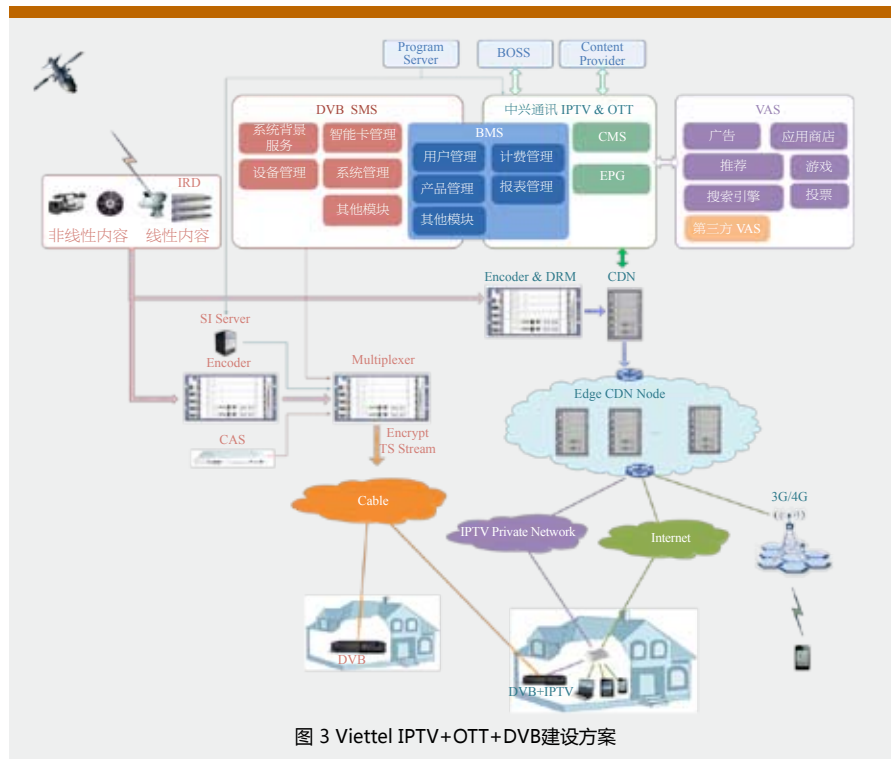 Program
Server
BOSS
Content
Provider
DVB SMS
系统背景
服务
智能卡管理
设备管理
系统管理
其他模块
BMS
用户管理
计费管理
产品管理
报表管理
其他模块
中兴通讯 IPTV & OTT
CMS
EPG
VAS
广告
应用商店
推荐
游戏
搜索引擎
投票
第三方 VAS
IRD
非线性内容
线性内容
Encoder & DRM
CDN
SI Server
Encoder
Multiplexer
CAS
Encrypt
TS Stream
Edge CDN Node
Cable
IPTV Private Network
Internet
3G/4G
DVB
DVB+IPTV
图 3 Viettel IPTV+OTT+DVB建设方案